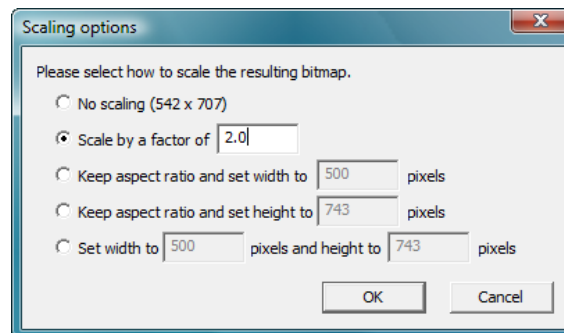 Scaling options
Please select how to scale the resulting bitmap.
No scaling (542 x 707)
Scale by a factor of 2.0
Keep aspect ratio and set width to 500 pixels
Keep aspect ratio and set height to 743 pixels
Set width to 500 pixels and height to 743 pixels
OK Cancel